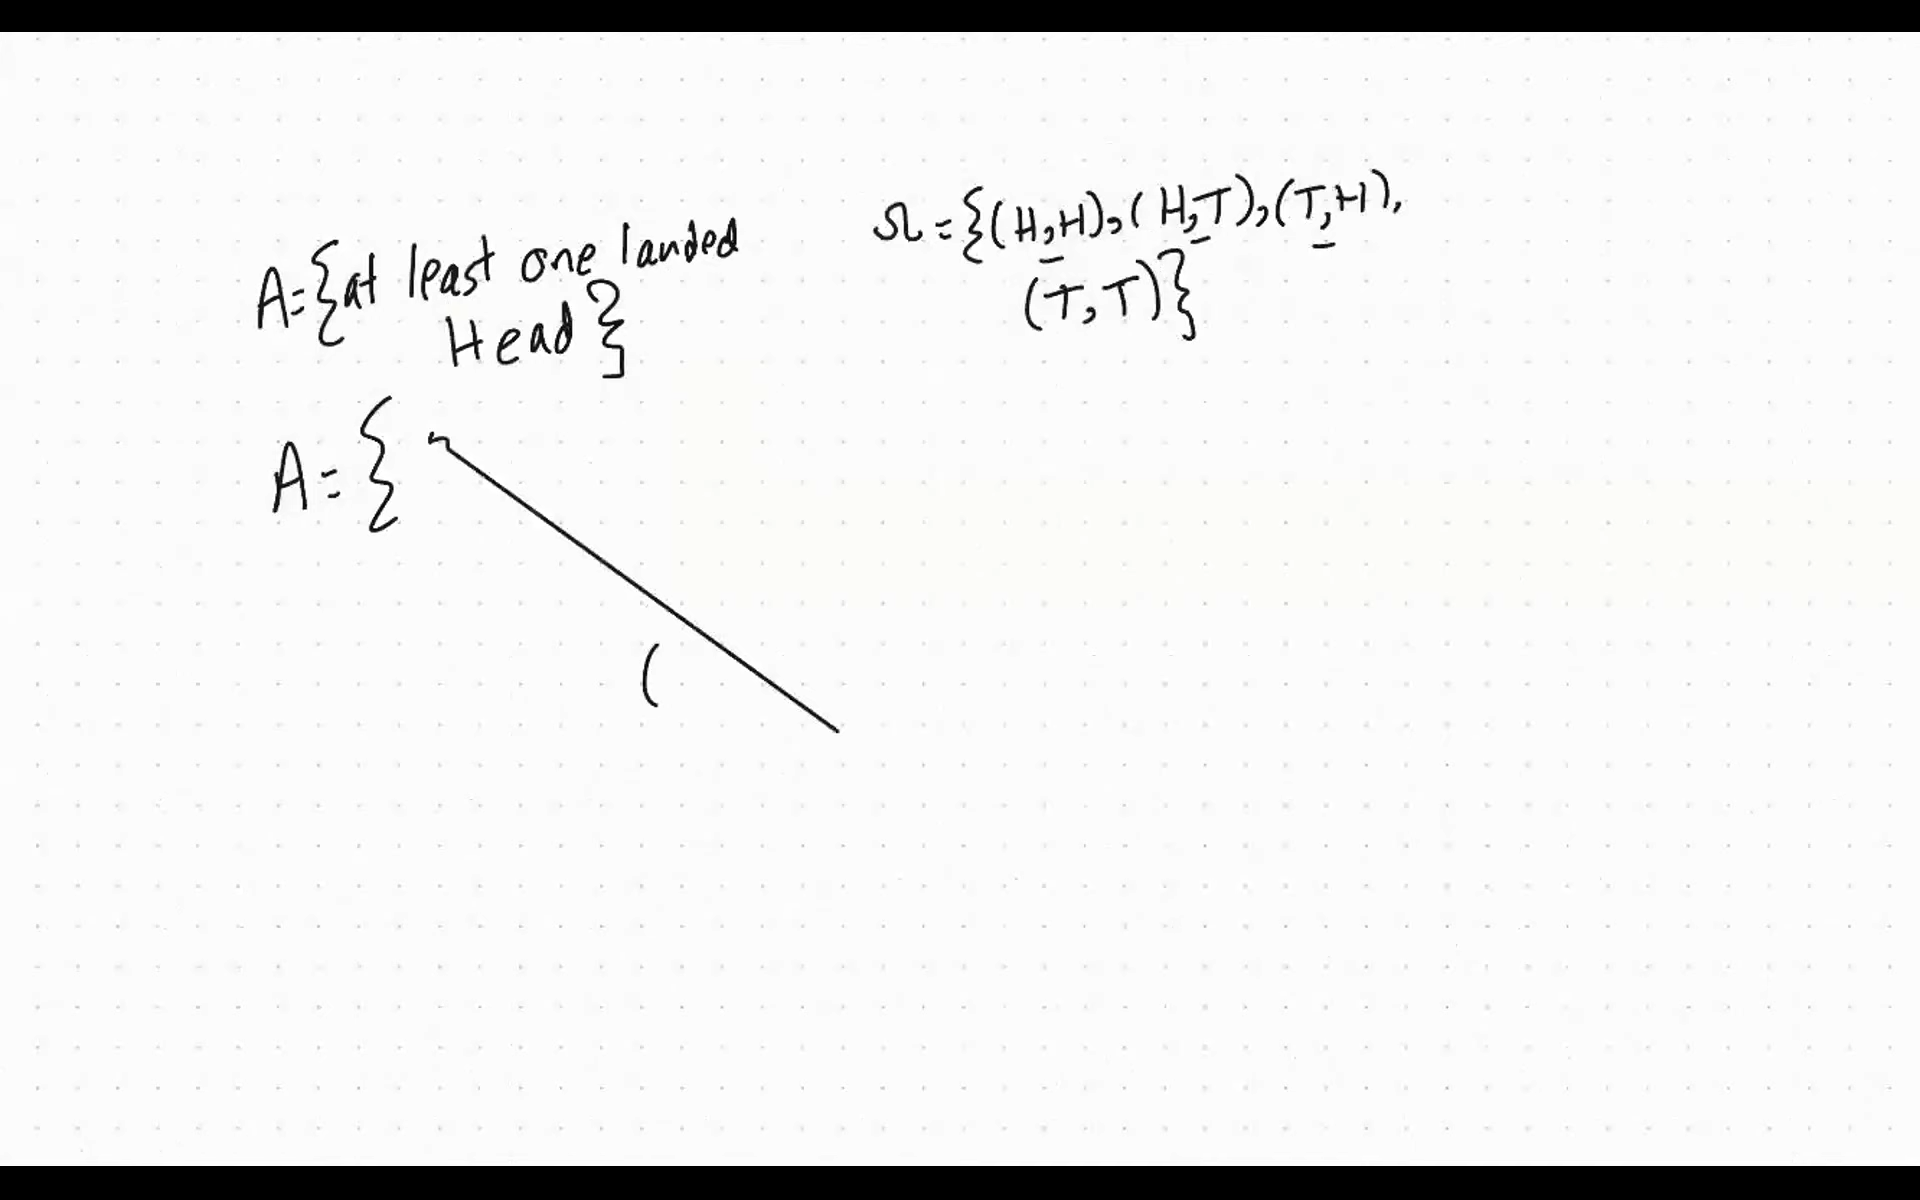 A={at least one landed
Head}
Ω={(H,H),(H,T),(T,H),
(T,T)}
A={
(